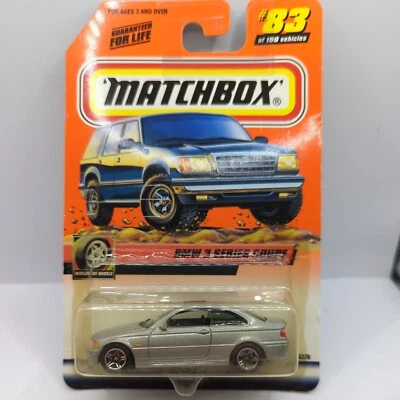 FOR AGES 3 AND OVER
GUARANTEED
FOR LIFE
#83
of 100 vehicles
MATCHBOX®
BMW 3 SERIES COUPE